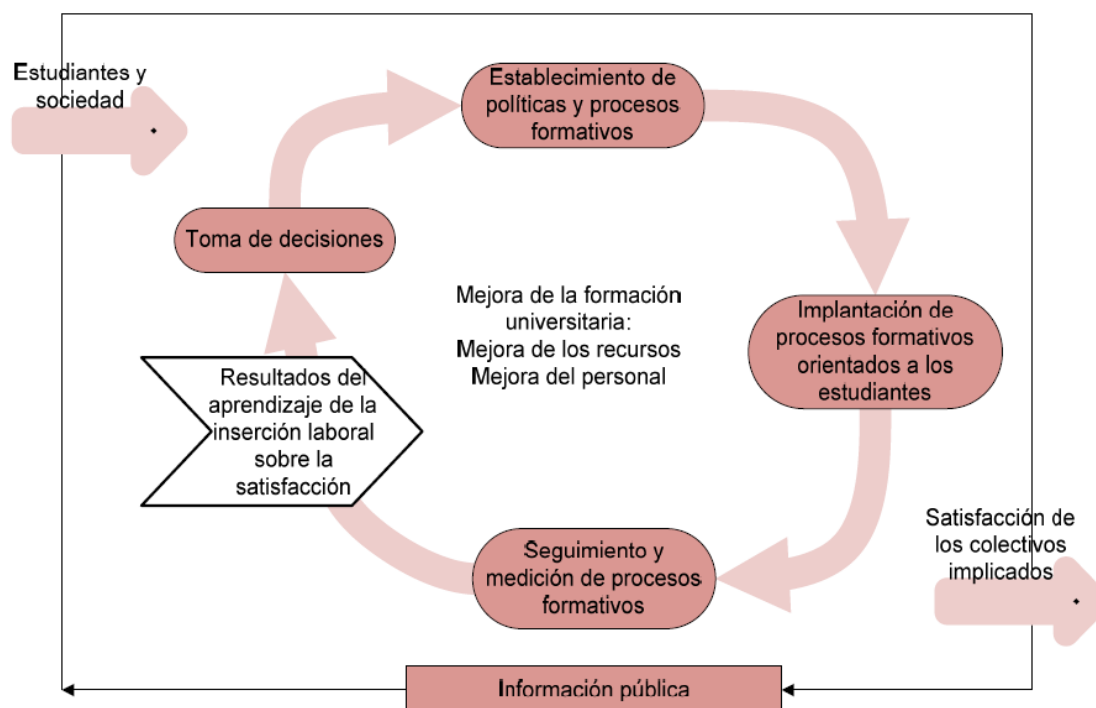 Estudiantes y
sociedad
Establecimiento de
políticas y procesos
formativos
Toma de decisiones
Mejora de la formación
universitaria:
Mejora de los recursos
Mejora del personal
Implantación de
procesos formativos
orientados a los
estudiantes
Resultados del
aprendizaje de la
inserción laboral
sobre la
satisfacción
Seguimiento y
medición de procesos
formativos
Satisfacción de
los colectivos
implicados
Información pública